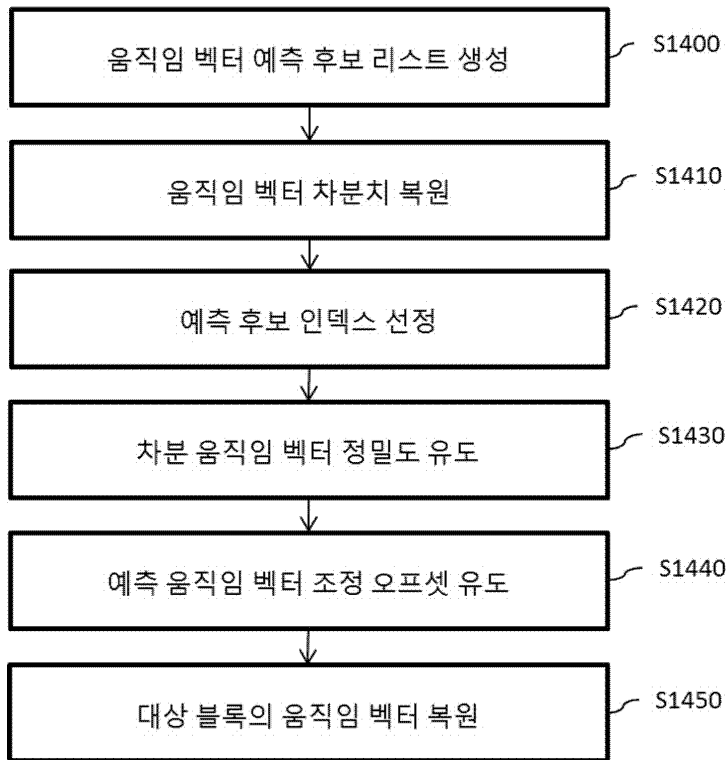 움직임 벡터 예측 후보 리스트 생성
S1400
움직임 벡터 차분치 복원
S1410
예측 후보 인덱스 선정
S1420
차분 움직임 벡터 정밀도 유도
S1430
예측 움직임 벡터 조정 오프셋 유도
S1440
대상 블록의 움직임 벡터 복원
S1450